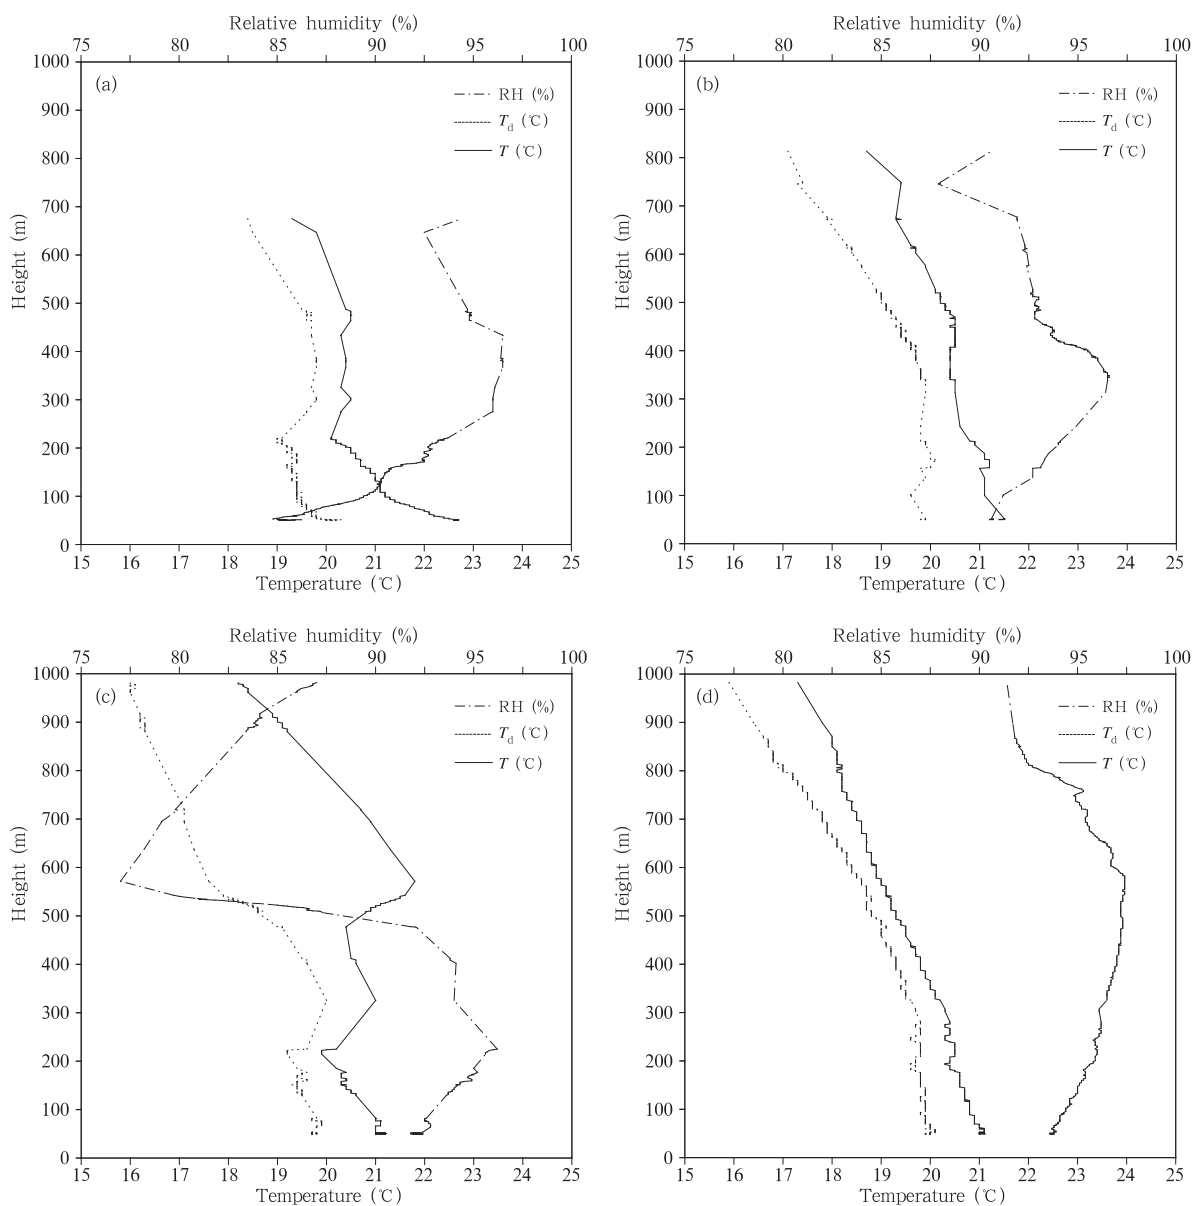 Relative humidity (%)
75 80 85 90 95 100
(a)
RH (%)
Td (℃)
T (℃)
1000
900
800
700
600
500
400
300
200
100
0
Height (m)
15 16 17 18 19 20 21 22 23 24 25
Temperature (℃)
Relative humidity (%)
75 80 85 90 95 100
(b)
RH (%)
Td (℃)
T (℃)
1000
900
800
700
600
500
400
300
200
100
0
Height (m)
15 16 17 18 19 20 21 22 23 24 25
Temperature (℃)
Relative humidity (%)
75 80 85 90 95 100
(c)
RH (%)
Td (℃)
T (℃)
1000
900
800
700
600
500
400
300
200
100
0
Height (m)
15 16 17 18 19 20 21 22 23 24 25
Temperature (℃)
Relative humidity (%)
75 80 85 90 95 100
(d)
RH (%)
Td (℃)
T (℃)
1000
900
800
700
600
500
400
300
200
100
0
Height (m)
15 16 17 18 19 20 21 22 23 24 25
Temperature (℃)